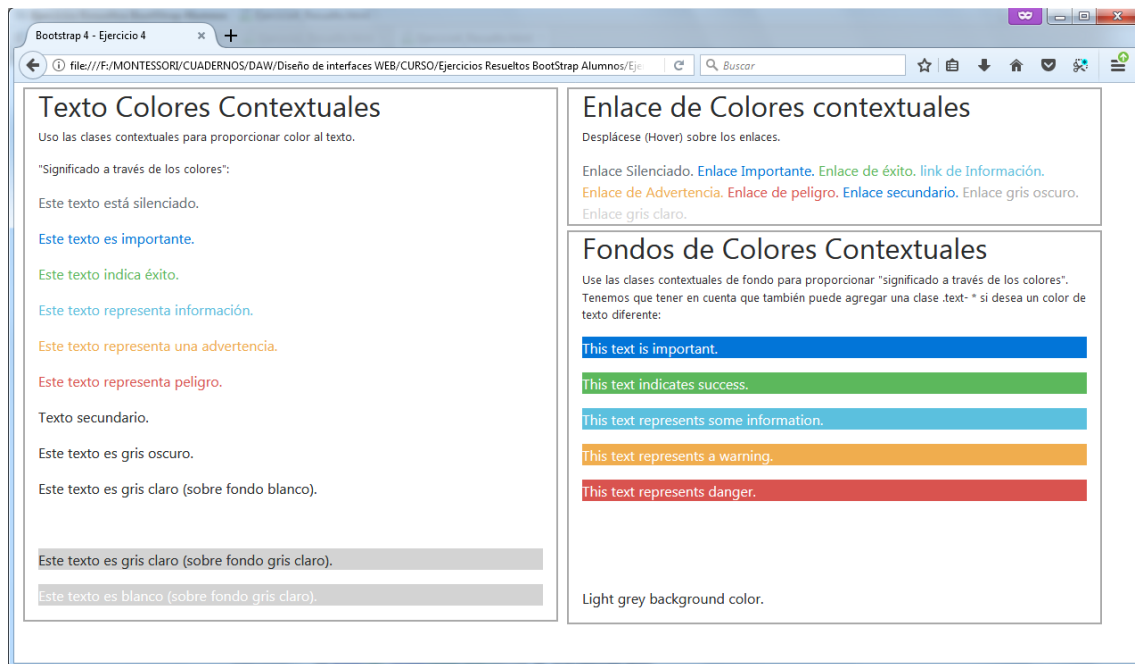 Bootstrap 4 - Ejercicio 4
file:///F:/MONTESSORI/CUADERNOS/DAW/Diseño de interfaces WEB/CURSO/Ejercicios Resueltos BootStrap Alumnos/Eje
Buscar
Texto Colores Contextuales
Uso las clases contextuales para proporcionar color al texto.
"Significado a través de los colores":
Este texto está silenciado.
Este texto es importante.
Este texto indica éxito.
Este texto representa información.
Este texto representa una advertencia.
Este texto representa peligro.
Texto secundario.
Este texto es gris oscuro.
Este texto es gris claro (sobre fondo blanco).
Este texto es gris claro (sobre fondo gris claro).
Este texto es blanco (sobre fondo gris claro).
Enlace de Colores contextuales
Desplácese (Hover) sobre los enlaces.
Enlace Silenciado. Enlace Importante. Enlace de éxito. link de Información.
Enlace de Advertencia. Enlace de peligro. Enlace secundario. Enlace gris oscuro.
Enlace gris claro.
Fondos de Colores Contextuales
Use las clases contextuales de fondo para proporcionar "significado a través de los colores".
Tenemos que tener en cuenta que también puede agregar una clase .text- * si desea un color de
texto diferente:
This text is important.
This text indicates success.
This text represents some information.
This text represents a warning.
This text represents danger.
Light grey background color.